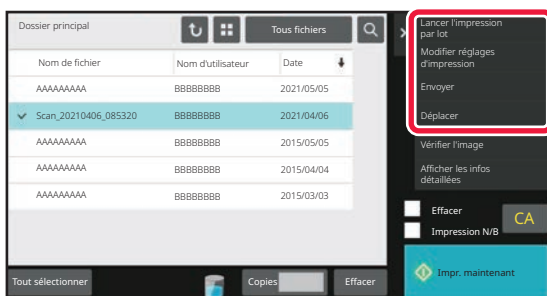 Dossier principal
Tous fichiers
Nom de fichier Nom d'utilisateur Date
AAAAAAAAA BBBBBBBB 2021/05/05
Scan_20210406_085320 BBBBBBBB 2021/04/06
AAAAAAAAA BBBBBBBB 2015/05/05
AAAAAAAAA BBBBBBBB 2015/04/04
AAAAAAAAA BBBBBBBB 2015/03/03
Tout sélectionner
Copies
Effacer
Lancer l'impression
par lot
Modifier réglages
d'impression
Envoyer
Déplacer
Vérifier l'image
Afficher les infos
détaillées
Effacer
Impression N/B
CA
Impr. maintenant